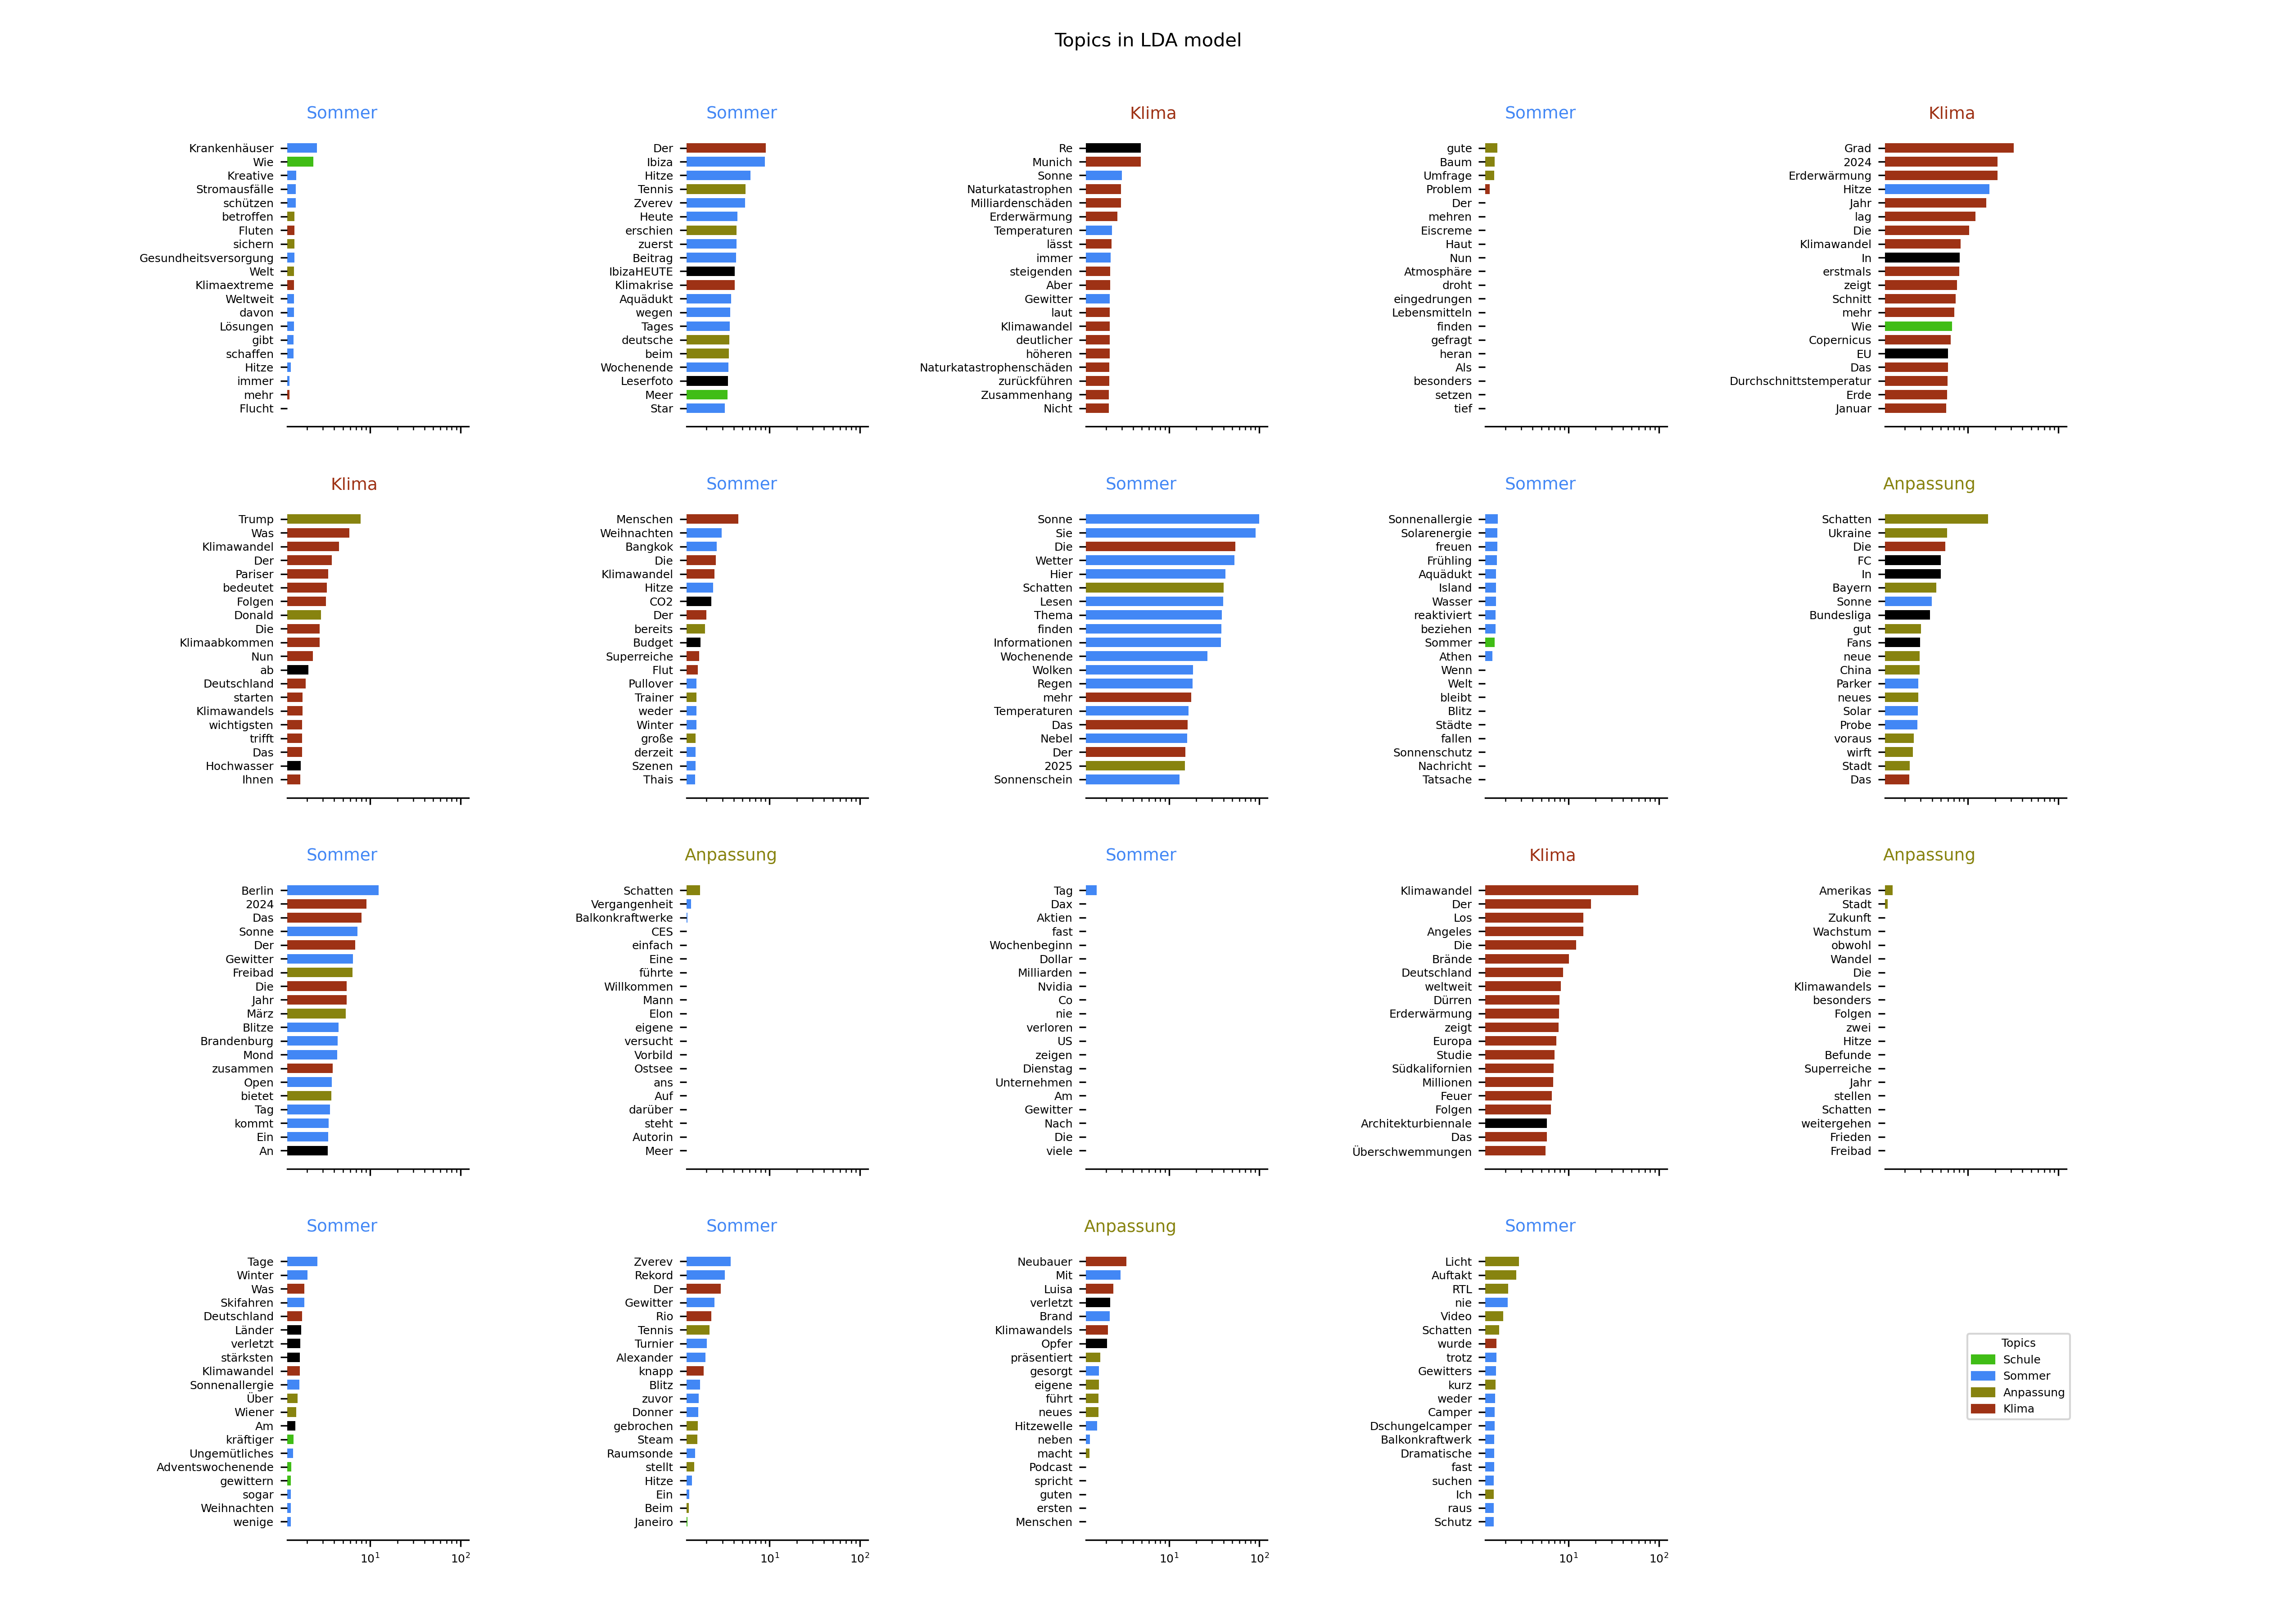 Topics in LDA model
Sommer
Krankenhäuser
Wie
Kreative
Stromausfälle
schützen
betroffen
Fluten
sichern
Gesundheitsversorgung
Welt
Klimaextreme
Weltweit
davon
Lösungen
gibt
schaffen
Hitze
immer
mehr
Flucht
Sommer
Der
Ibiza
Hitze
Tennis
Zverev
Heute
erschien
zuerst
Beitrag
IbizaHEUTE
Klimakrise
Aquädukt
wegen
Tages
deutsche
beim
Wochenende
Leserfoto
Meer
Star
Klima
Re
Munich
Sonne
Naturkatastrophen
Milliardenschäden
Erderwärmung
Temperaturen
lässt
immer
steigenden
Aber
Gewitter
laut
Klimawandel
deutlicher
höheren
Naturkatastrophenschäden
zurückführen
Zusammenhang
Nicht
Sommer
gute
Baum
Umfrage
Problem
Der
mehren
Eiscreme
Haut
Nun
Atmosphäre
droht
eingedrungen
Lebensmitteln
finden
gefragt
heran
Als
besonders
setzen
tief
Klima
Grad
2024
Erderwärmung
Hitze
Jahr
lag
Die
Klimawandel
In
erstmals
zeigt
Schnitt
mehr
Wie
Copernicus
EU
Das
Durchschnittstemperatur
Erde
Januar
Klima
Trump
Was
Klimawandel
Der
Pariser
bedeutet
Folgen
Donald
Die
Klimaabkommen
Nun
ab
Deutschland
starten
Klimawandels
wichtigsten
trifft
Das
Hochwasser
Ihnen
Sommer
Menschen
Weihnachten
Bangkok
Die
Klimawandel
Hitze
CO2
Der
bereits
Budget
Superreiche
Flut
Pullover
Trainer
weder
Winter
große
derzeit
Szenen
Thais
Sommer
Sonne
Sie
Die
Wetter
Hier
Schatten
Lesen
Thema
finden
Informationen
Wochenende
Wolken
Regen
mehr
Temperaturen
Das
Nebel
Der
2025
Sonnenschein
Sommer
Sonnenallergie
Solarenergie
freuen
Frühling
Aquädukt
Island
Wasser
reaktiviert
beziehen
Sommer
Athen
Wenn
Welt
bleibt
Blitz
Städte
fallen
Sonnenschutz
Nachricht
Tatsache
Anpassung
Schatten
Ukraine
Die
FC
In
Bayern
Sonne
Bundesliga
gut
Fans
neue
China
Parker
neues
Solar
Probe
voraus
wirft
Stadt
Das
Sommer
Berlin
2024
Das
Sonne
Der
Gewitter
Freibad
Die
Jahr
März
Blitze
Brandenburg
Mond
zusammen
Open
bietet
Tag
kommt
Ein
An
Anpassung
Schatten
Vergangenheit
Balkonkraftwerke
CES
einfach
Eine
führte
Willkommen
Mann
Elon
eigene
versucht
Vorbild
Ostsee
ans
Auf
darüber
steht
Autorin
Meer
Sommer
Tag
Dax
Aktien
fast
Wochenbeginn
Dollar
Milliarden
Nvidia
Co
nie
verloren
US
zeigen
Dienstag
Unternehmen
Am
Gewitter
Nach
Die
viele
Klima
Klimawandel
Der
Los
Angeles
Die
Brände
Deutschland
weltweit
Dürren
Erderwärmung
zeigt
Europa
Studie
Südkalifornien
Millionen
Feuer
Folgen
Architekturbiennale
Das
Überschwemmungen
Anpassung
Amerikas
Stadt
Zukunft
Wachstum
obwohl
Wandel
Die
Klimawandels
besonders
Folgen
zwei
Hitze
Befunde
Superreiche
Jahr
stellen
Schatten
weitergehen
Frieden
Freibad
Sommer
Tage
Winter
Was
Skifahren
Deutschland
Länder
verletzt
stärksten
Klimawandel
Sonnenallergie
Über
Wiener
Am
kräftiger
Ungemütliches
Adventswochenende
gewittern
sogar
Weihnachten
wenige
10¹ 10²
Sommer
Zverev
Rekord
Der
Gewitter
Rio
Tennis
Turnier
Alexander
knapp
Blitz
zuvor
Donner
gebrochen
Steam
Raumsonde
stellt
Hitze
Ein
Beim
Janeiro
10¹ 10²
Anpassung
Neubauer
Mit
Luisa
verletzt
Brand
Klimawandels
Opfer
präsentiert
gesorgt
eigene
führt
neues
Hitzewelle
neben
macht
Podcast
spricht
guten
ersten
Menschen
10¹ 10²
Sommer
Licht
Auftakt
RTL
nie
Video
Schatten
wurde
trotz
Gewitters
kurz
weder
Camper
Dschungelcamper
Balkonkraftwerk
Dramatische
fast
suchen
Ich
raus
Schutz
10¹ 10²
Topics
Schule
Sommer
Anpassung
Klima